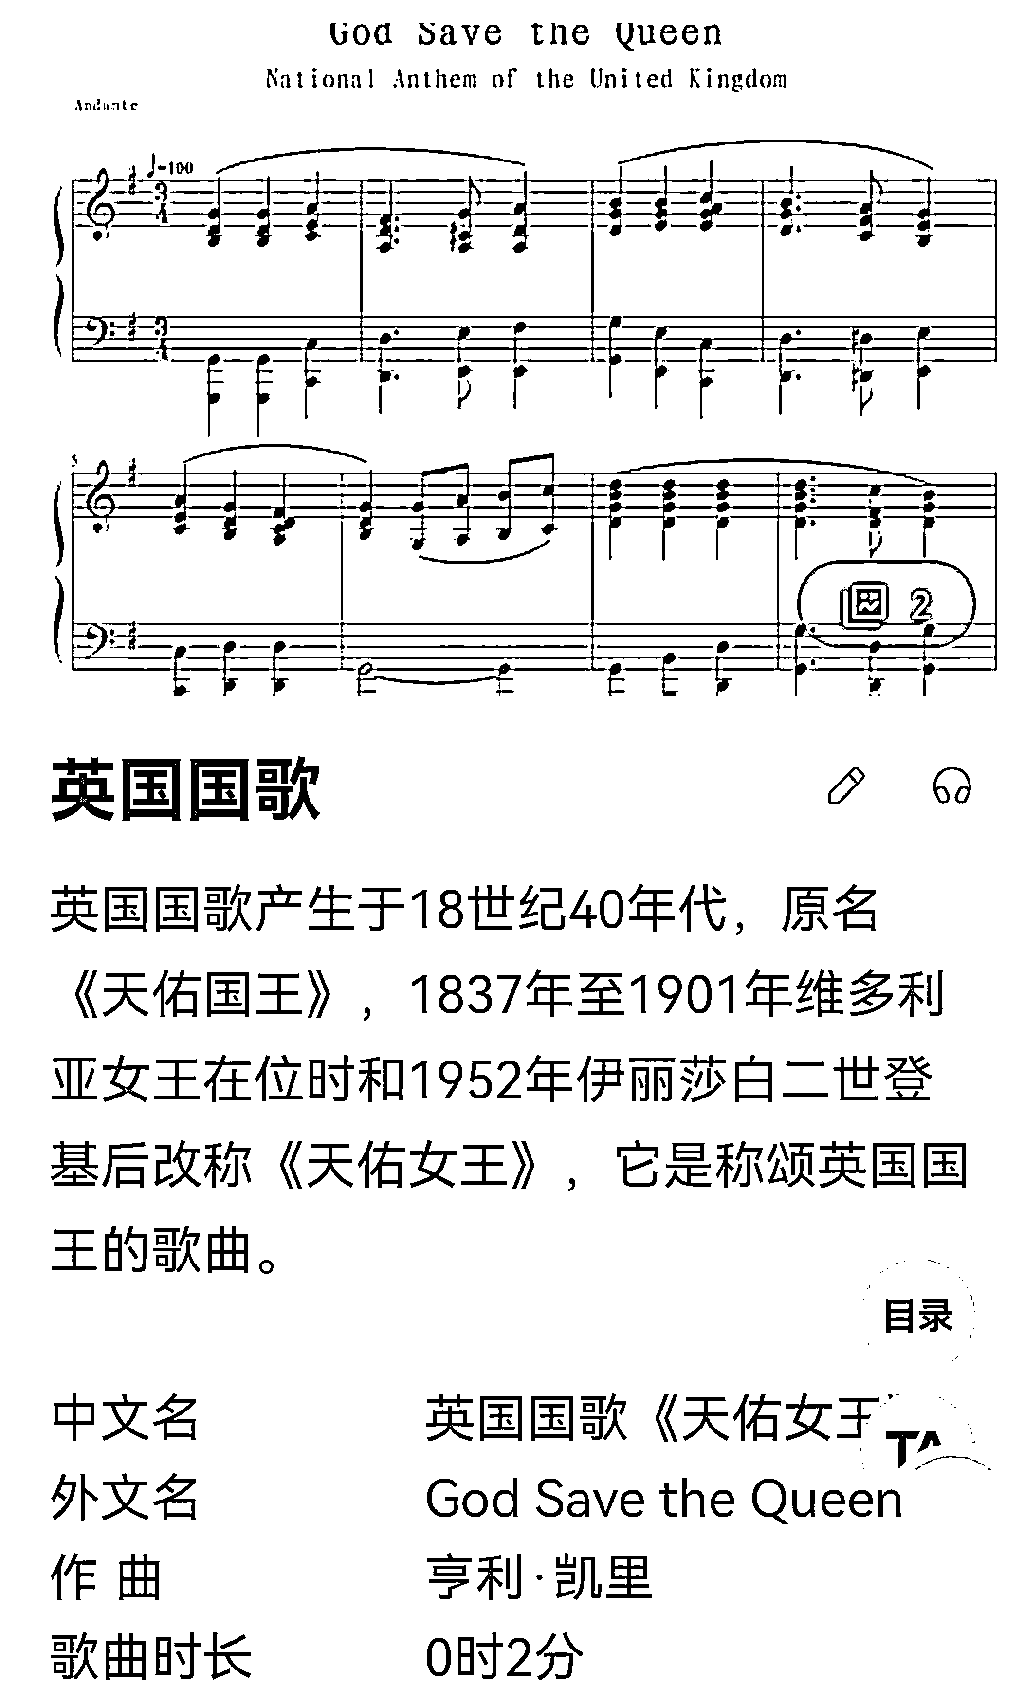 God Save the Queen
National Anthem of the United Kingdom
Andante
♩=100
5
2
英国国歌
英国国歌产生于18世纪40年代，原名
《天佑国王》，1837年至1901年维多利
亚女王在位时和1952年伊丽莎白二世登
基后改称《天佑女王》，它是称颂英国国
王的歌曲。
目录
中文名 英国国歌《天佑女王
外文名 God Save the Queen
作 曲 亨利·凯里
歌曲时长 0时2分